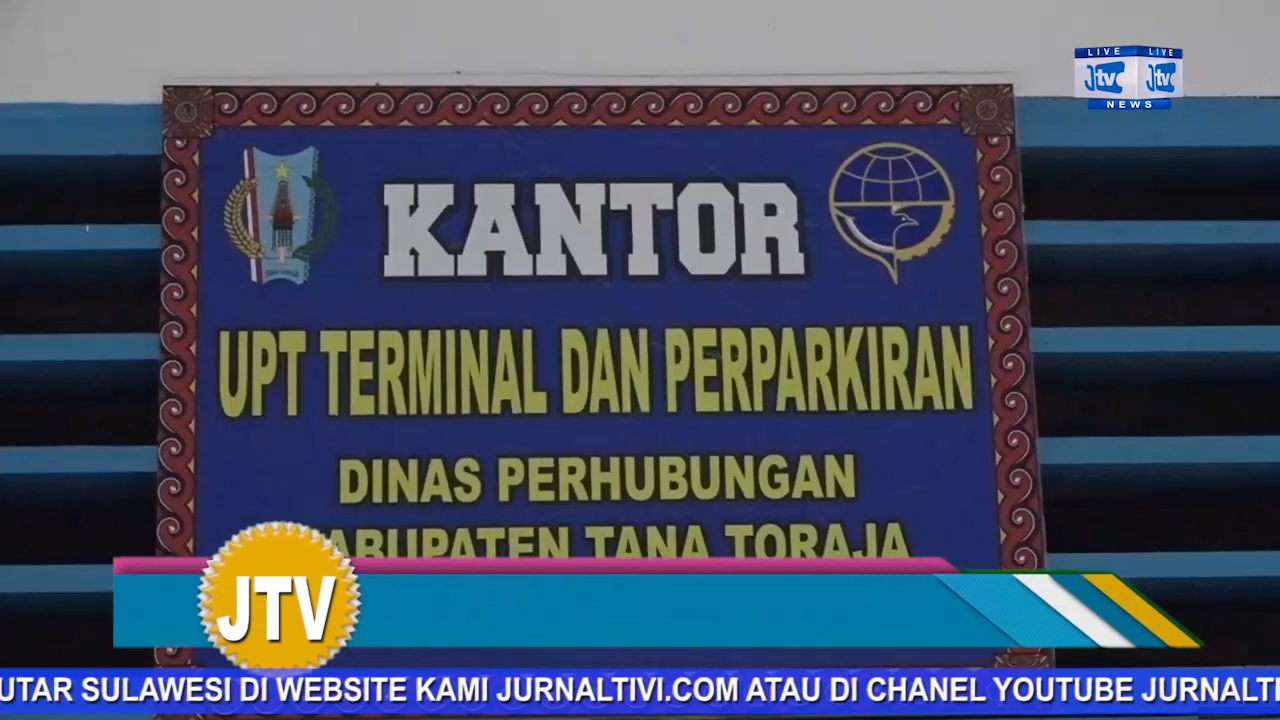 LIVE LIVE
Jtv Jtv
NEWS
KANTOR
UPT TERMINAL DAN PERPARKIRAN
DINAS PERHUBUNGAN
KABUPATEN TANA TORAJA
JTV
UTAR SULAWESI DI WEBSITE KAMI JURNALTIVI.COM ATAU DI CHANEL YOUTUBE JURNALTI